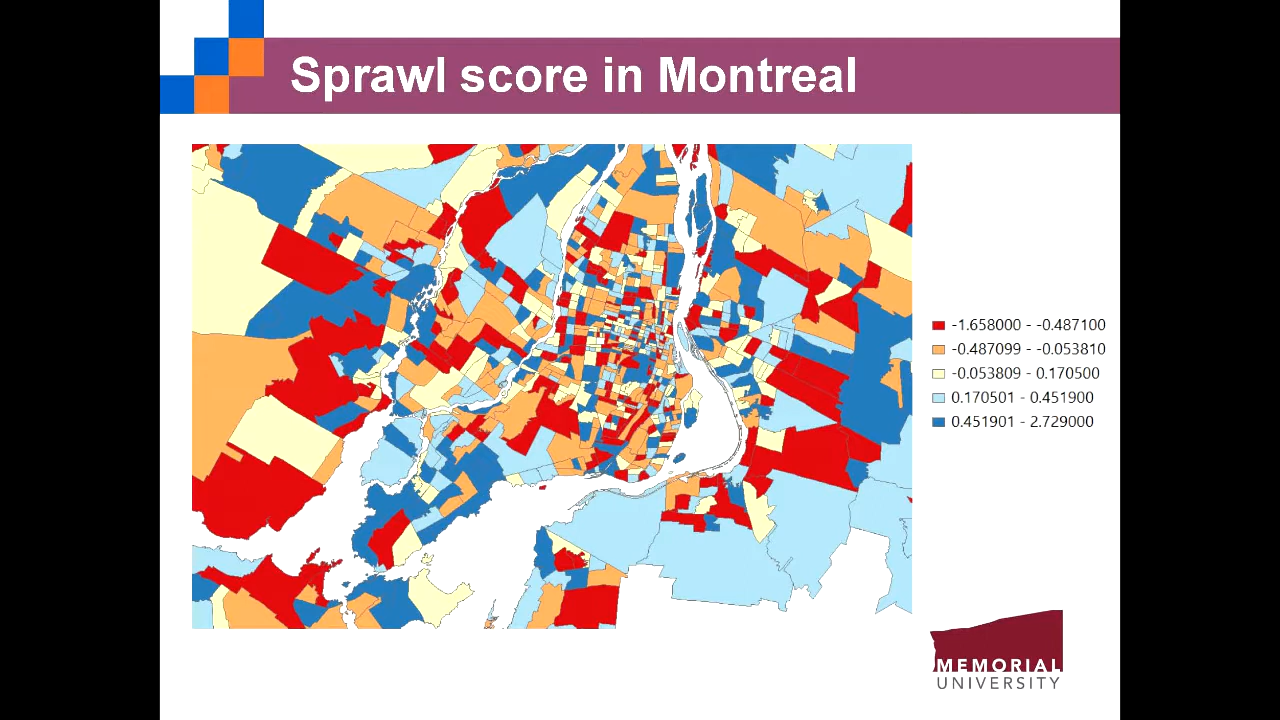 Sprawl score in Montreal
-1.658000 - -0.487100
-0.487099 - -0.053810
-0.053809 - 0.170500
0.170501 - 0.451900
0.451901 - 2.729000
MEMORIAL
UNIVERSITY